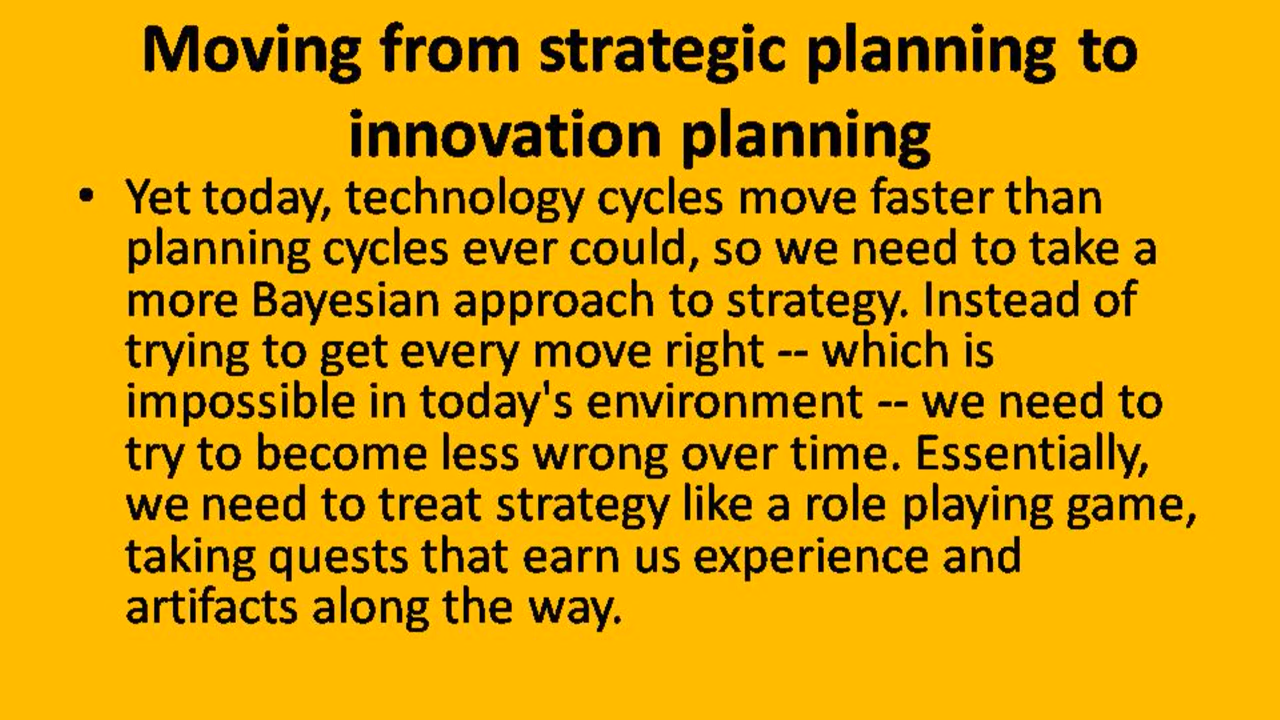 Moving from strategic planning to
innovation planning
• Yet today, technology cycles move faster than
planning cycles ever could, so we need to take a
more Bayesian approach to strategy. Instead of
trying to get every move right -- which is
impossible in today's environment -- we need to
try to become less wrong over time. Essentially,
we need to treat strategy like a role playing game,
taking quests that earn us experience and
artifacts along the way.